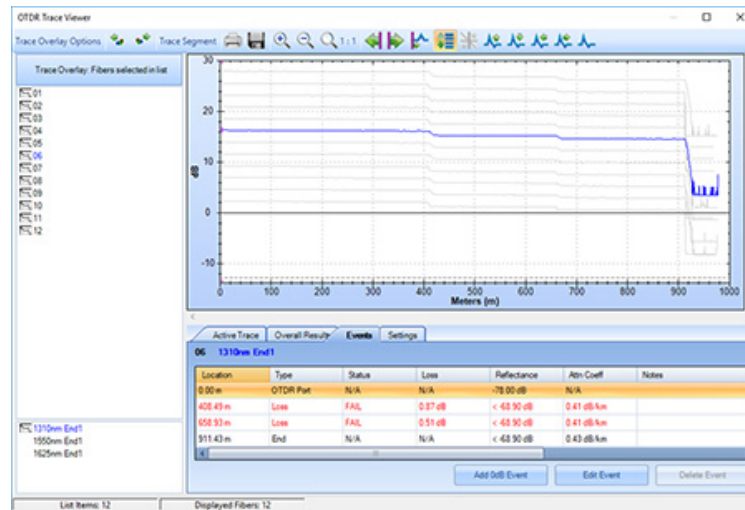 OTDR Trace Viewer
Trace Overlay Options Trace Segment 1:1
Trace Overlay: Fibers selected in list
01
02
03
04
05
06
07
08
09
10
11
12
30
20
10
0
-10
dB
0 100 200 300 400 500 600 700 800 900 1000
Meters (m)
Active Trace Overall Results Events Settings
06 1310nm End1
Location Type Status Loss Reflectance Attn Coeff Notes
0.00 m OTDR Port N/A N/A -78.00 dB N/A
408.49 m Loss FAIL 0.87 dB < -68.90 dB 0.41 dB/km
658.93 m Loss FAIL 0.51 dB < -68.90 dB 0.41 dB/km
911.43 m End N/A N/A < -68.90 dB 0.43 dB/km
1310nm End1
1550nm End1
1625nm End1
Add 0dB Event Edit Event Delete Event
List Items: 12 Displayed Fibers: 12